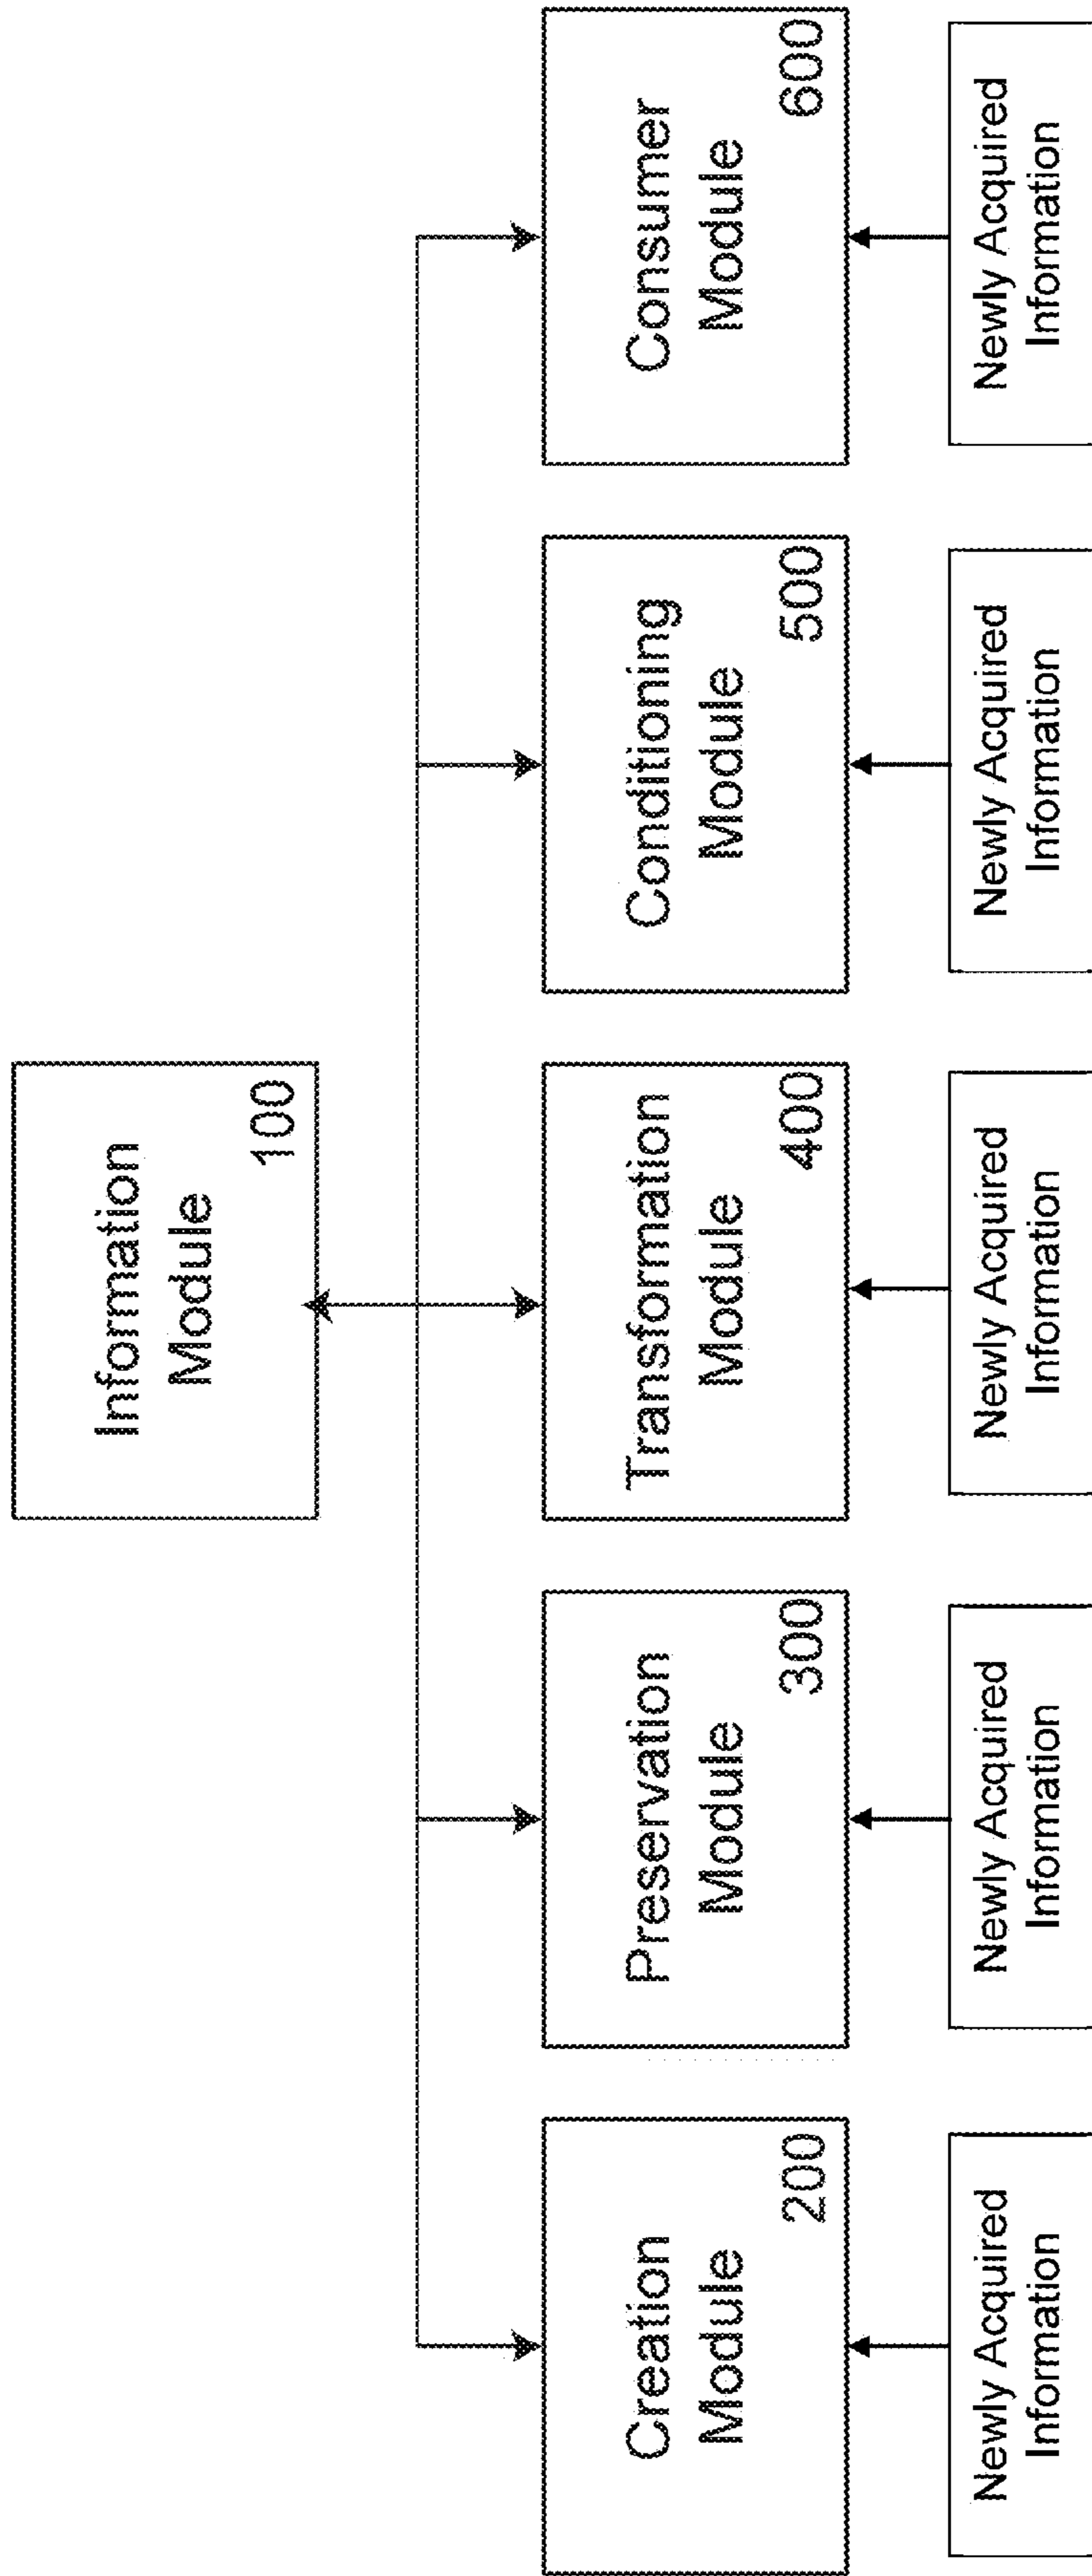 Information
Module
100
Creation
Module
200
Preservation
Module
300
Transformation
Module
400
Conditioning
Module
500
Consumer
Module
600
Newly Acquired
Information
Newly Acquired
Information
Newly Acquired
Information
Newly Acquired
Information
Newly Acquired
Information